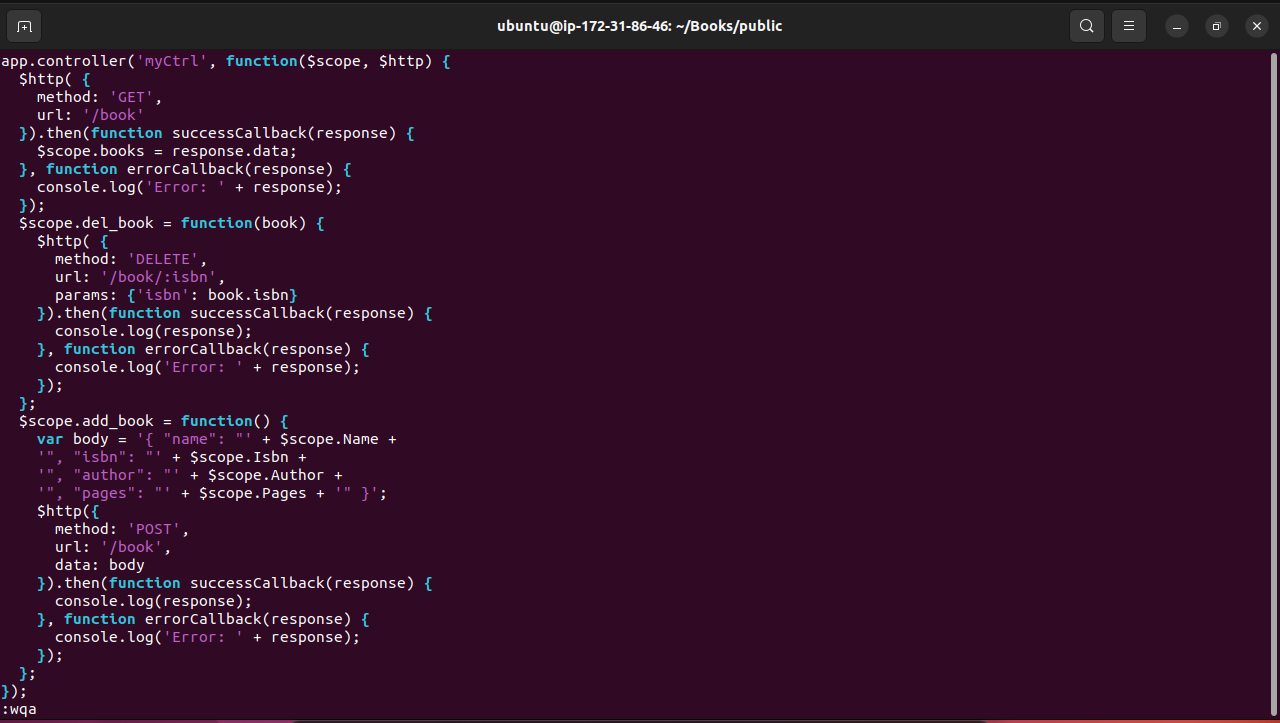 ubuntu@ip-172-31-86-46: ~/Books/public
app.controller('myCtrl', function($scope, $http) {
  $http( {
    method: 'GET',
    url: '/book'
  }).then(function successCallback(response) {
    $scope.books = response.data;
  }, function errorCallback(response) {
    console.log('Error: ' + response);
  });
  $scope.del_book = function(book) {
    $http( {
      method: 'DELETE',
      url: '/book/:isbn',
      params: {'isbn': book.isbn}
    }).then(function successCallback(response) {
      console.log(response);
    }, function errorCallback(response) {
      console.log('Error: ' + response);
    });
  };
  $scope.add_book = function() {
    var body = '{ "name": "' + $scope.Name +
    '", "isbn": "' + $scope.Isbn +
    '", "author": "' + $scope.Author +
    '", "pages": "' + $scope.Pages + '" }';
    $http({
      method: 'POST',
      url: '/book',
      data: body
    }).then(function successCallback(response) {
      console.log(response);
    }, function errorCallback(response) {
      console.log('Error: ' + response);
    });
  };
});
:wqa